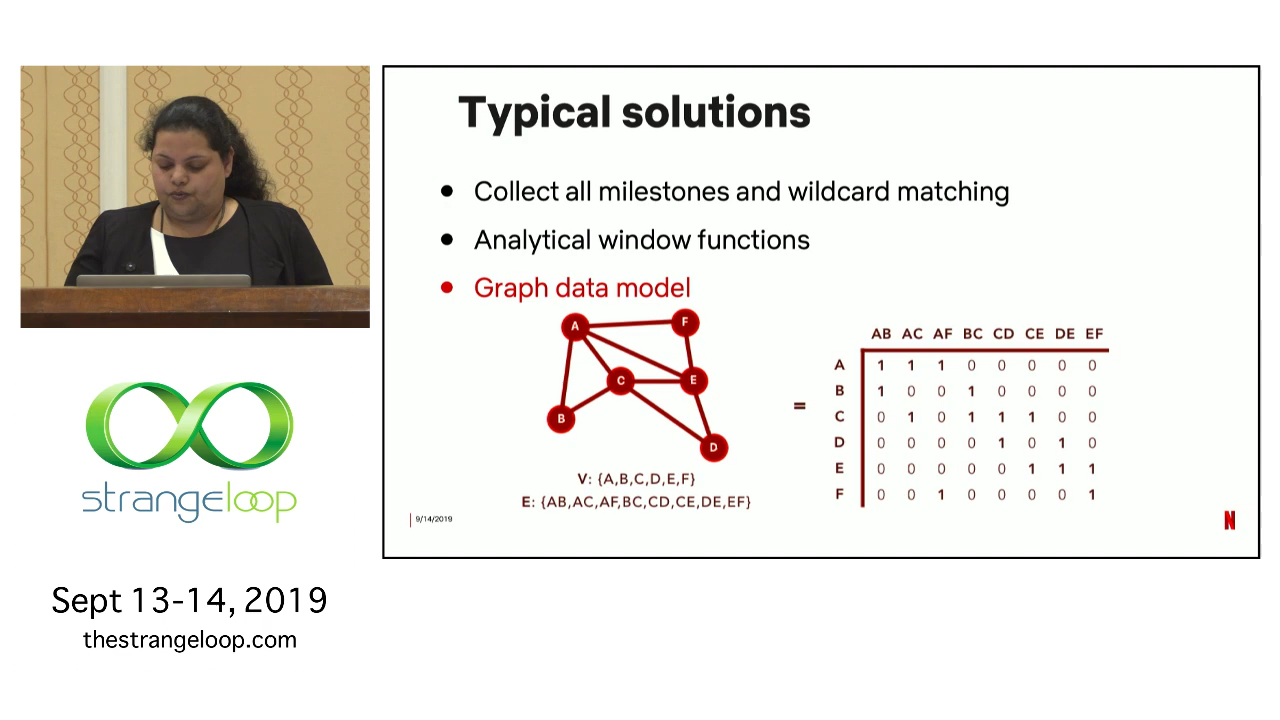 Typical solutions
• Collect all milestones and wildcard matching
• Analytical window functions
• Graph data model
A
F
C
E
B
D
V: {A,B,C,D,E,F}
E: {AB,AC,AF,BC,CD,CE,DE,EF}
=
AB AC AF BC CD CE DE EF
A 1 1 1 0 0 0 0 0
B 1 0 0 1 0 0 0 0
C 0 1 0 1 1 1 0 0
D 0 0 0 0 1 0 1 0
E 0 0 0 0 0 1 1 1
F 0 0 1 0 0 0 0 1
9/14/2019
N
strangeloop
Sept 13-14, 2019
thestrangeloop.com